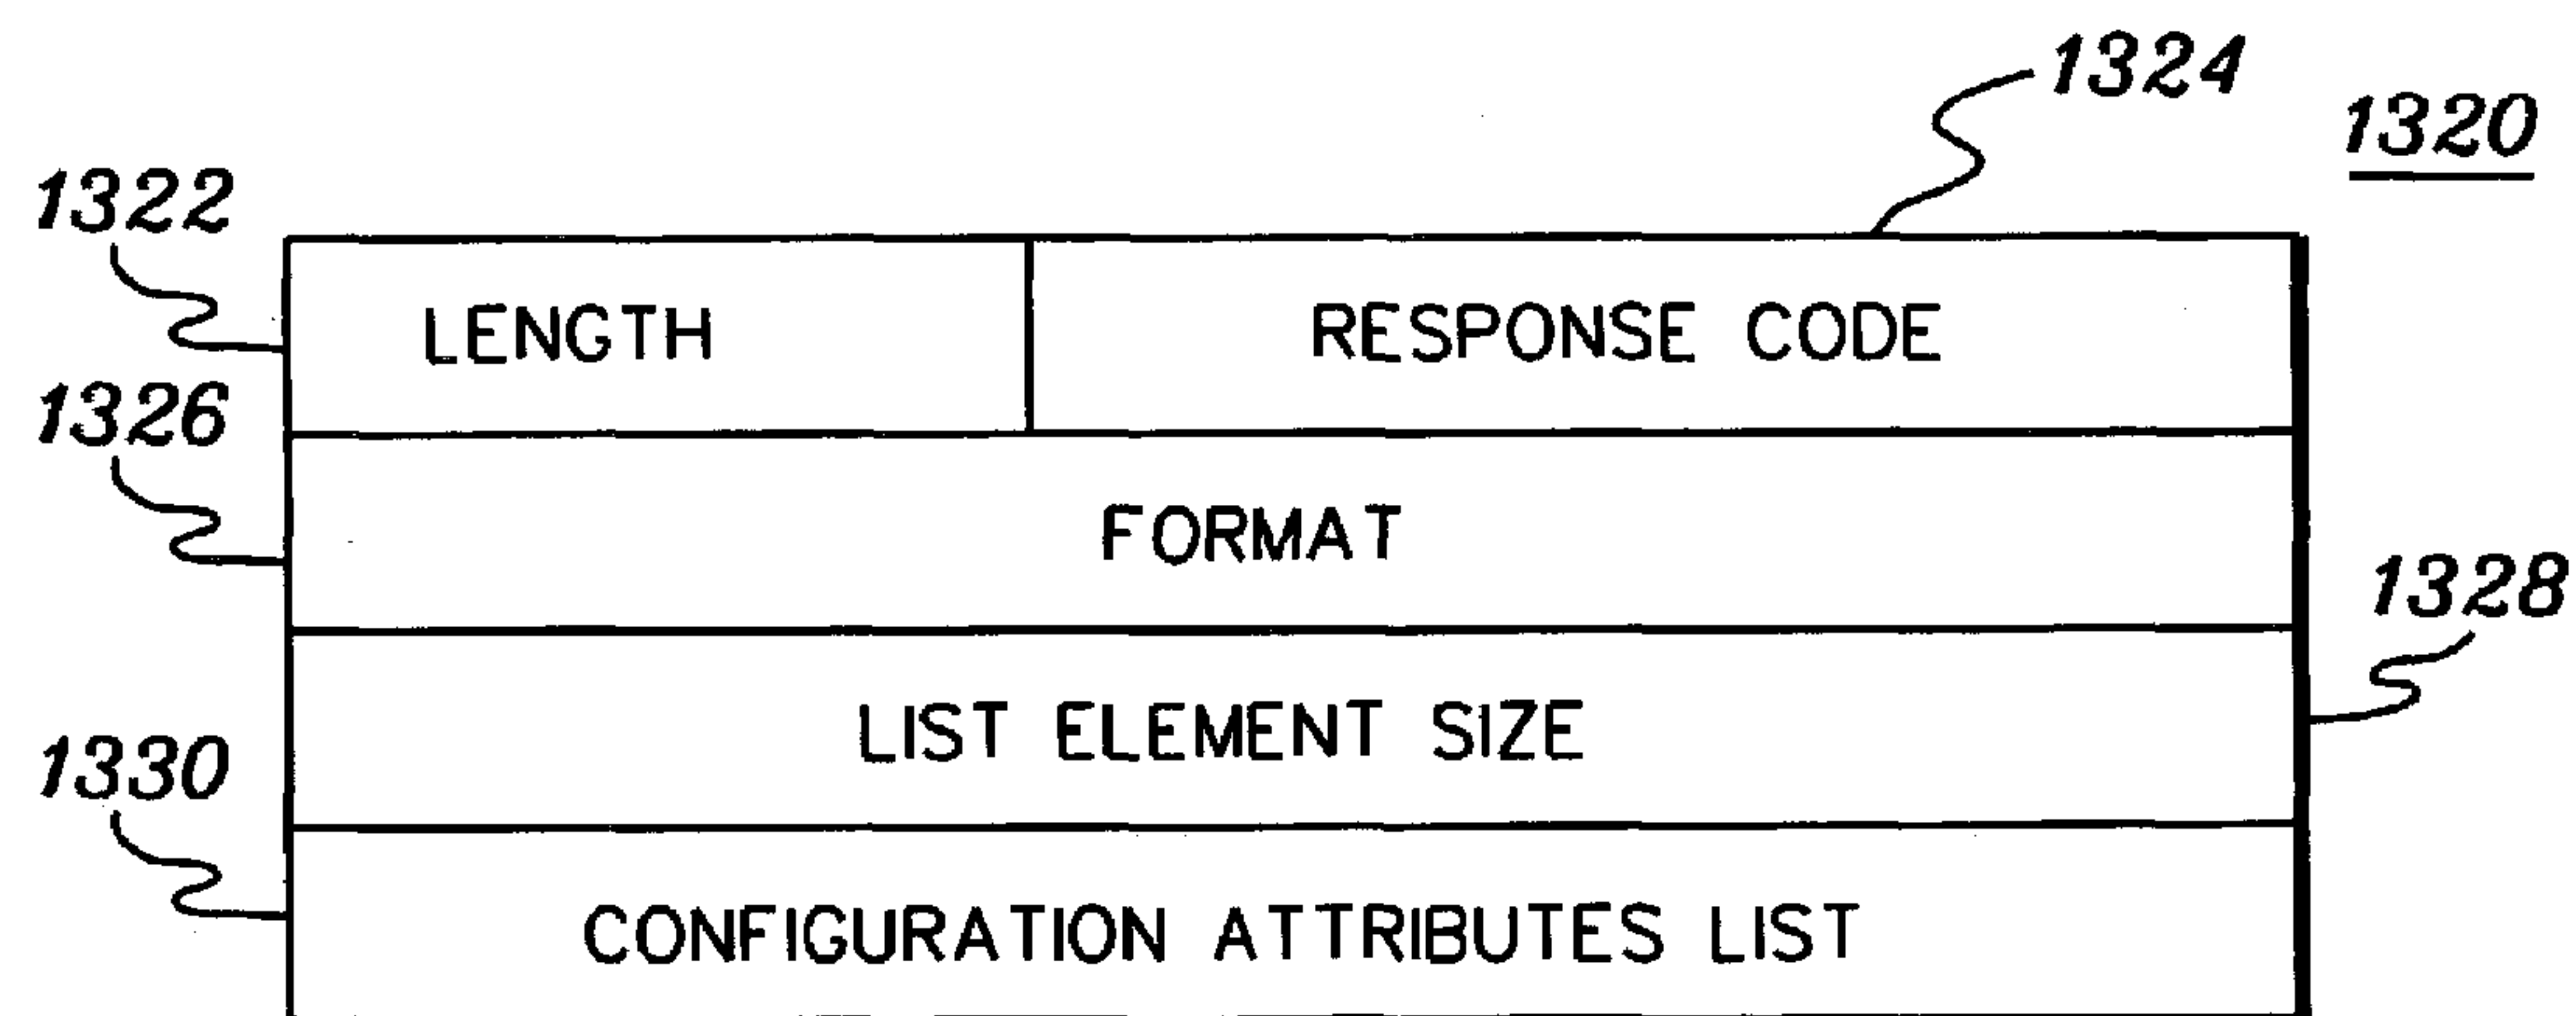 1324
1320
1322
LENGTH RESPONSE CODE
1326
FORMAT
1328
LIST ELEMENT SIZE
1330
CONFIGURATION ATTRIBUTES LIST